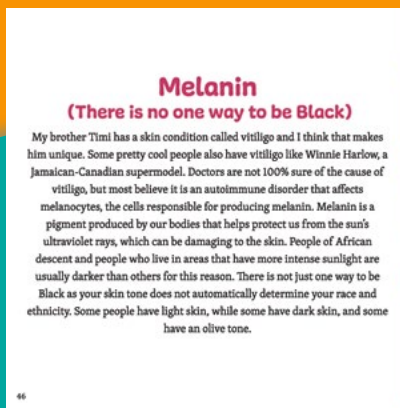 Melanin
(There is no one way to be Black)
My brother Timi has a skin condition called vitiligo and I think that makes
him unique. Some pretty cool people also have vitiligo like Winnie Harlow, a
Jamaican-Canadian supermodel. Doctors are not 100% sure of the cause of
vitiligo, but most believe it is an autoimmune disorder that affects
melanocytes, the cells responsible for producing melanin. Melanin is a
pigment produced by our bodies that helps protect us from the sun's
ultraviolet rays, which can be damaging to the skin. People of African
descent and people who live in areas that have more intense sunlight are
usually darker than others for this reason. There is not just one way to be
Black as your skin tone does not automatically determine your race and
ethnicity. Some people have light skin, while some have dark skin, and some
have an olive tone.
46